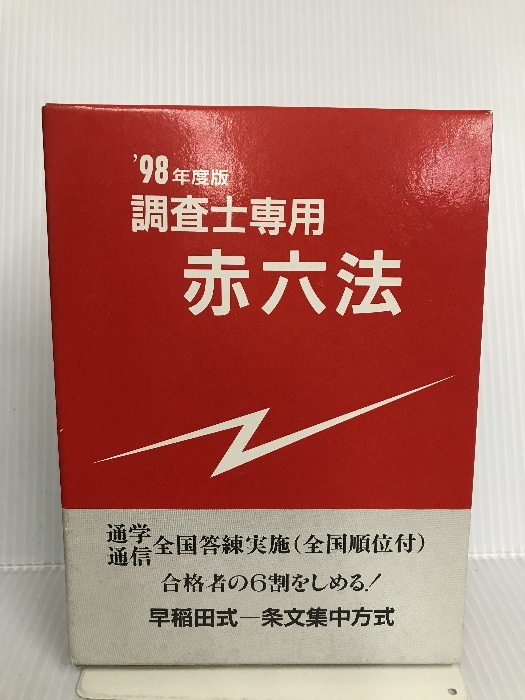 '98年度版
調査士専用
赤六法
通学
通信 全国答練実施(全国順位付)
合格者の6割をしめる!
早稲田式一条文集中方式